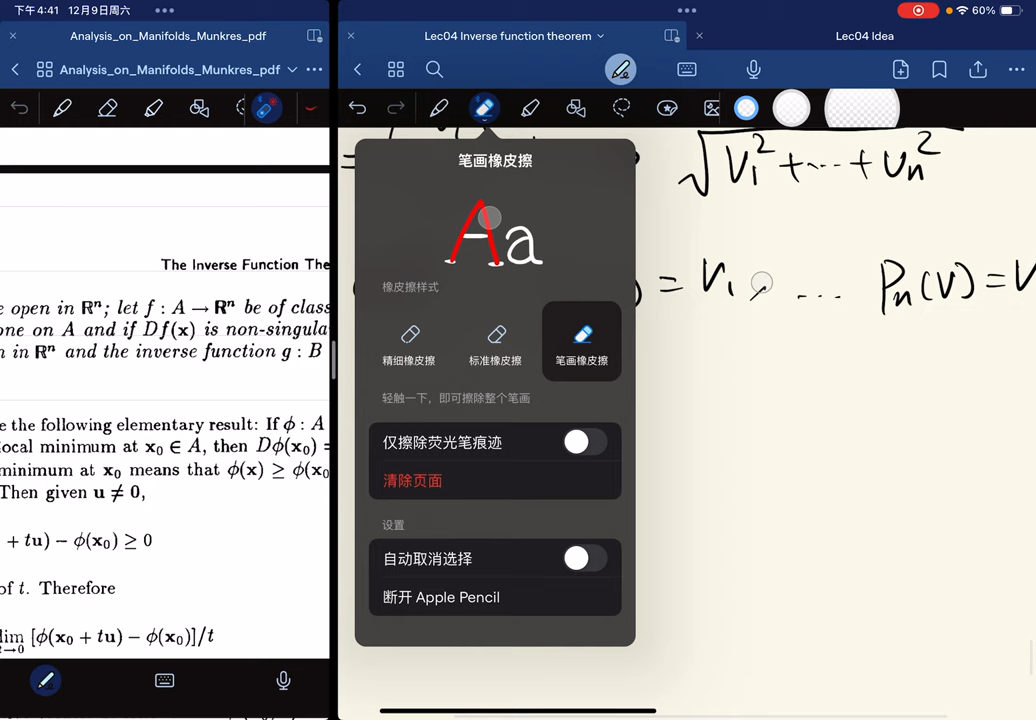 下午4:41 12月9日周六
60%
Analysis_on_Manifolds_Munkres_pdf
Lec04 Inverse function theorem
Lec04 Idea
Analysis_on_Manifolds_Munkres_pdf
The Inverse Function The
e open in Rⁿ; let f : A → Rⁿ be of class
one on A and if Df(x) is non-singula
n in Rⁿ and the inverse function g : B
e the following elementary result: If φ : A
local minimum at x₀ ∈ A, then Dφ(x₀) =
minimum at x₀ means that φ(x) ≥ φ(x₀
Then given u ≠ 0,
+ tu) − φ(x₀) ≥ 0
of t. Therefore
lim [φ(x₀ + tu) − φ(x₀)]/t
t→0
笔画橡皮擦
Aa
橡皮擦样式
精细橡皮擦 标准橡皮擦 笔画橡皮擦
轻触一下，即可擦除整个笔画
仅擦除荧光笔痕迹
清除页面
设置
自动取消选择
断开 Apple Pencil
=
√(V₁² + ... + Vₙ²)
) = V₁ , ... Pₙ(V) = V